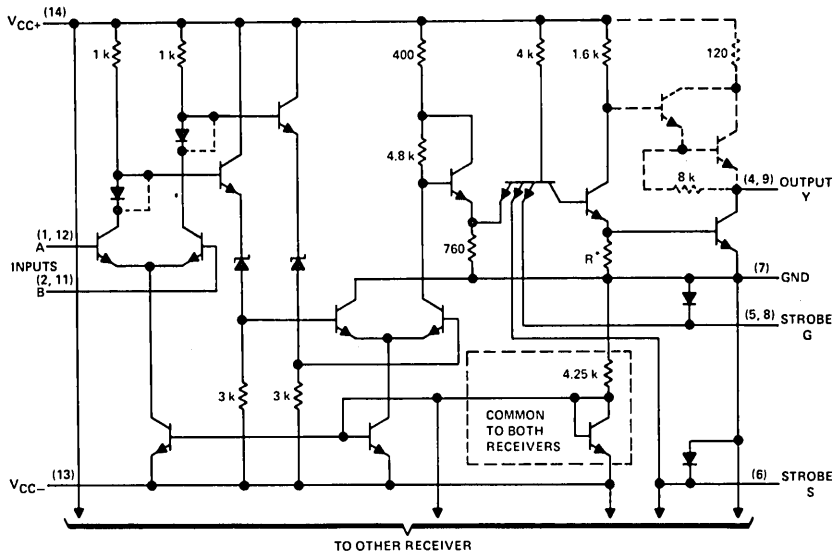 VCC+ (14)
1 k
1 k
400
4 k
1.6 k
120
4.8 k
8 k
(4, 9) OUTPUT
Y
(1, 12)
A
INPUTS
(2, 11)
B
760
R*
(7)
GND
(5, 8) STROBE
G
3 k
3 k
4.25 k
COMMON
TO BOTH
RECEIVERS
VCC– (13)
(6) STROBE
S
TO OTHER RECEIVER